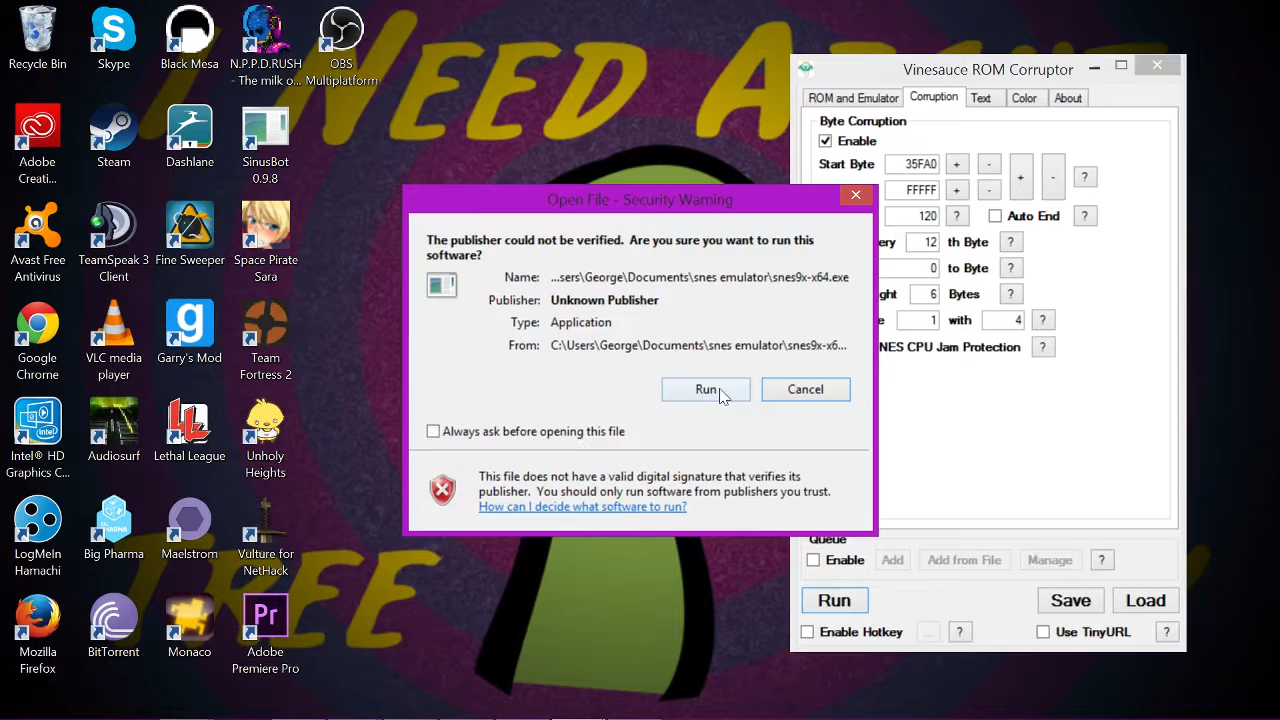 I NEED AB
TREE
Recycle Bin
Skype
Black Mesa
N.P.P.D.RUSH
- The milk o...
OBS
Multiplatform
Adobe
Creati...
Steam
Dashlane
SinusBot
0.9.8
Avast Free
Antivirus
TeamSpeak 3
Client
Fine Sweeper
Space Pirate
Sara
Google
Chrome
VLC media
player
Garry's Mod
Team
Fortress 2
Intel® HD
Graphics C...
Audiosurf
Lethal League
Unholy
Heights
LogMeIn
Hamachi
Big Pharma
Maelstrom
Vulture for
NetHack
Mozilla
Firefox
BitTorrent
Monaco
Adobe
Premiere Pro
Open File - Security Warning
The publisher could not be verified. Are you sure you want to run this
software?
Name: ...sers\George\Documents\snes emulator\snes9x-x64.exe
Publisher: Unknown Publisher
Type: Application
From: C:\Users\George\Documents\snes emulator\snes9x-x6...
Run Cancel
Always ask before opening this file
This file does not have a valid digital signature that verifies its
publisher. You should only run software from publishers you trust.
How can I decide what software to run?
Vinesauce ROM Corruptor
ROM and Emulator Corruption Text Color About
Byte Corruption
Enable
Start Byte 35FA0 + - + - ?
FFFFF + -
120 ? Auto End ?
ery 12 th Byte ?
0 to Byte ?
ght 6 Bytes ?
e 1 with 4 ?
NES CPU Jam Protection ?
Queue
Enable Add Add from File Manage ?
Run Save Load
Enable Hotkey ... ? Use TinyURL ?